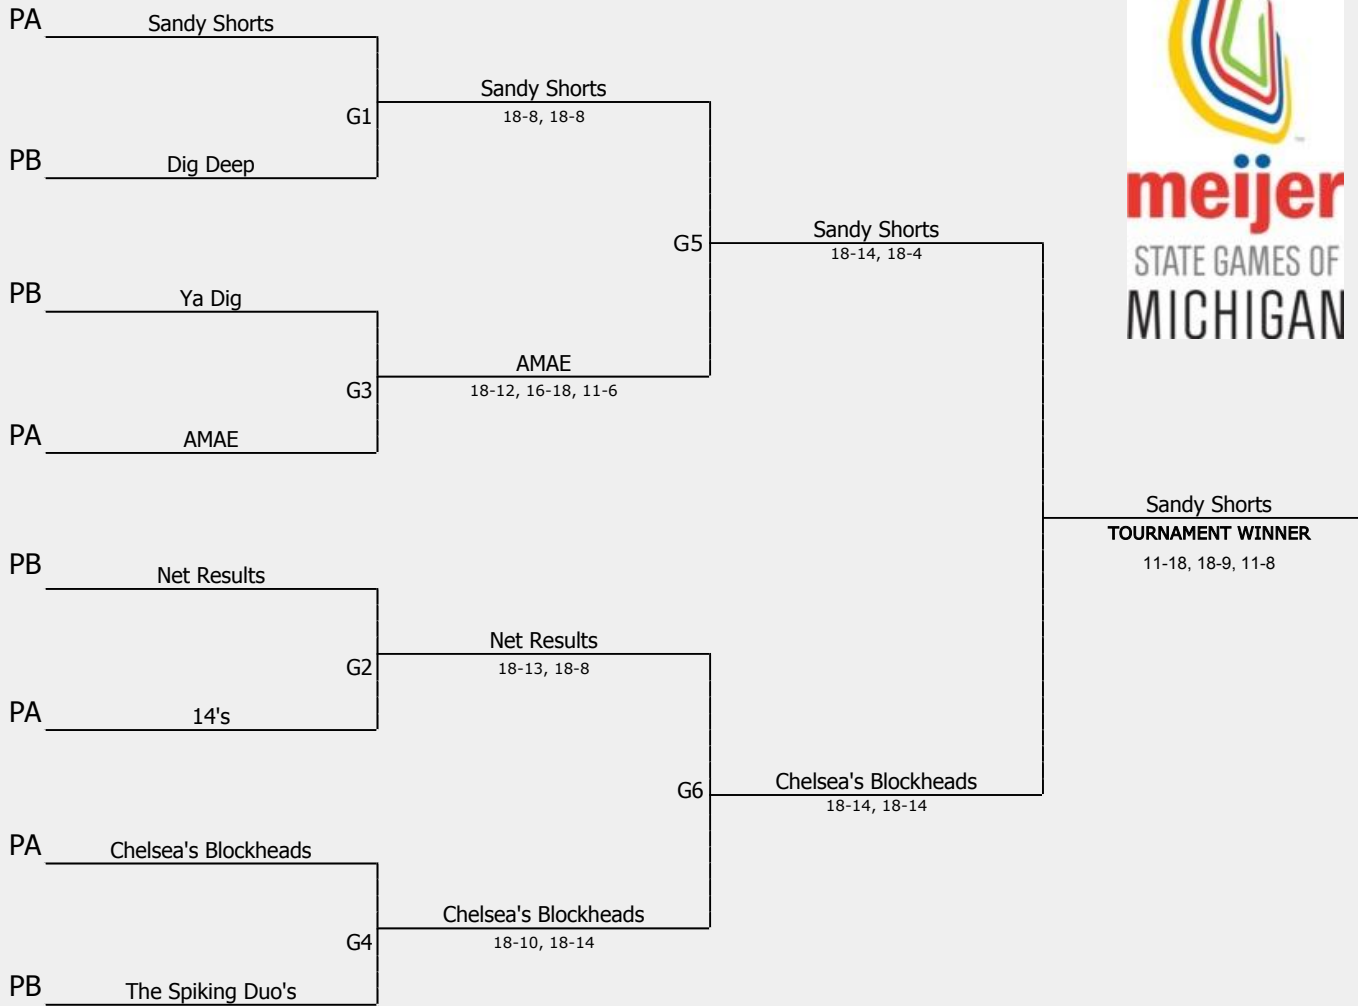 PA
Sandy Shorts
G1
Sandy Shorts
18-8, 18-8
PB
Dig Deep
G5
Sandy Shorts
18-14, 18-4
PB
Ya Dig
G3
AMAE
18-12, 16-18, 11-6
PA
AMAE
meijer
STATE GAMES OF
MICHIGAN
Sandy Shorts
TOURNAMENT WINNER
11-18, 18-9, 11-8
PB
Net Results
G2
Net Results
18-13, 18-8
PA
14's
G6
Chelsea's Blockheads
18-14, 18-14
PA
Chelsea's Blockheads
G4
Chelsea's Blockheads
18-10, 18-14
PB
The Spiking Duo's